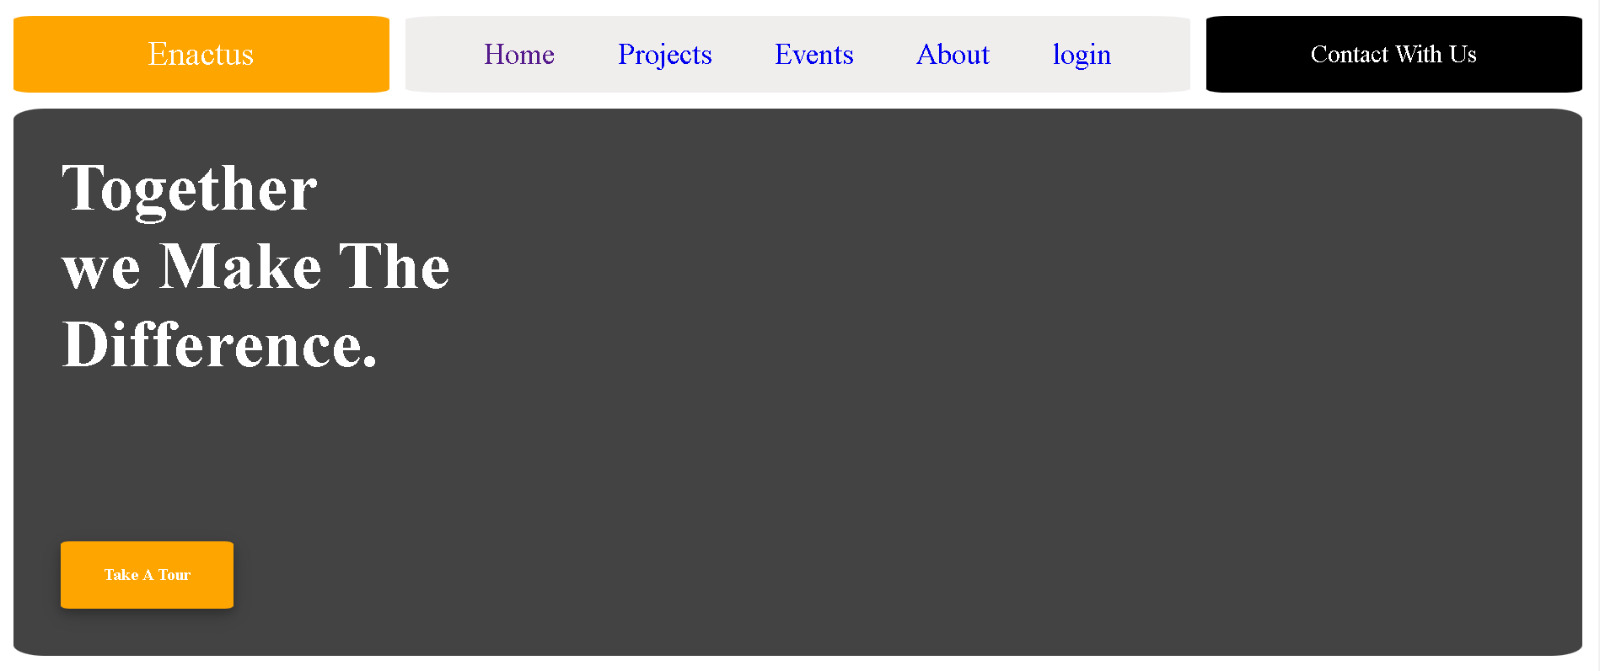 Enactus
Home Projects Events About login
Contact With Us
Together
we Make The
Difference.
Take A Tour